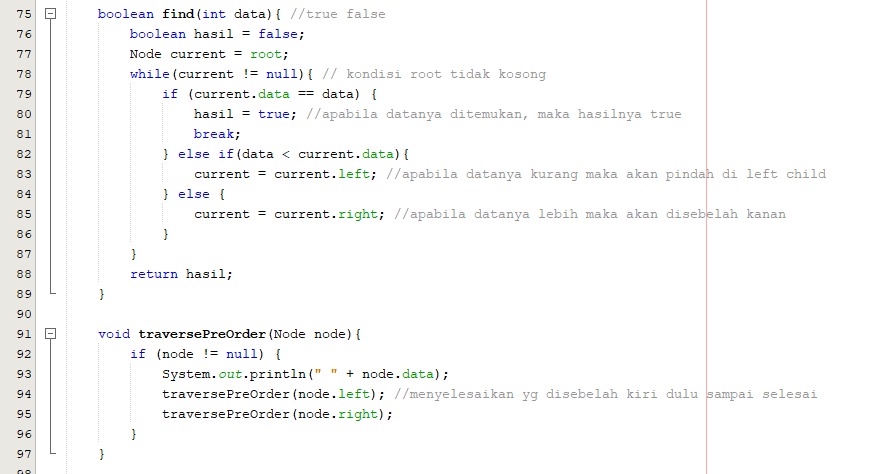 75 boolean find(int data){ //true false
76 boolean hasil = false;
77 Node current = root;
78 while(current != null){ // kondisi root tidak kosong
79 if (current.data == data) {
80 hasil = true; //apabila datanya ditemukan, maka hasilnya true
81 break;
82 } else if(data < current.data){
83 current = current.left; //apabila datanya kurang maka akan pindah di left child
84 } else {
85 current = current.right; //apabila datanya lebih maka akan disebelah kanan
86 }
87 }
88 return hasil;
89 }
90
91 void traversePreOrder(Node node){
92 if (node != null) {
93 System.out.println(" " + node.data);
94 traversePreOrder(node.left); //menyelesaikan yg disebelah kiri dulu sampai selesai
95 traversePreOrder(node.right);
96 }
97 }
98